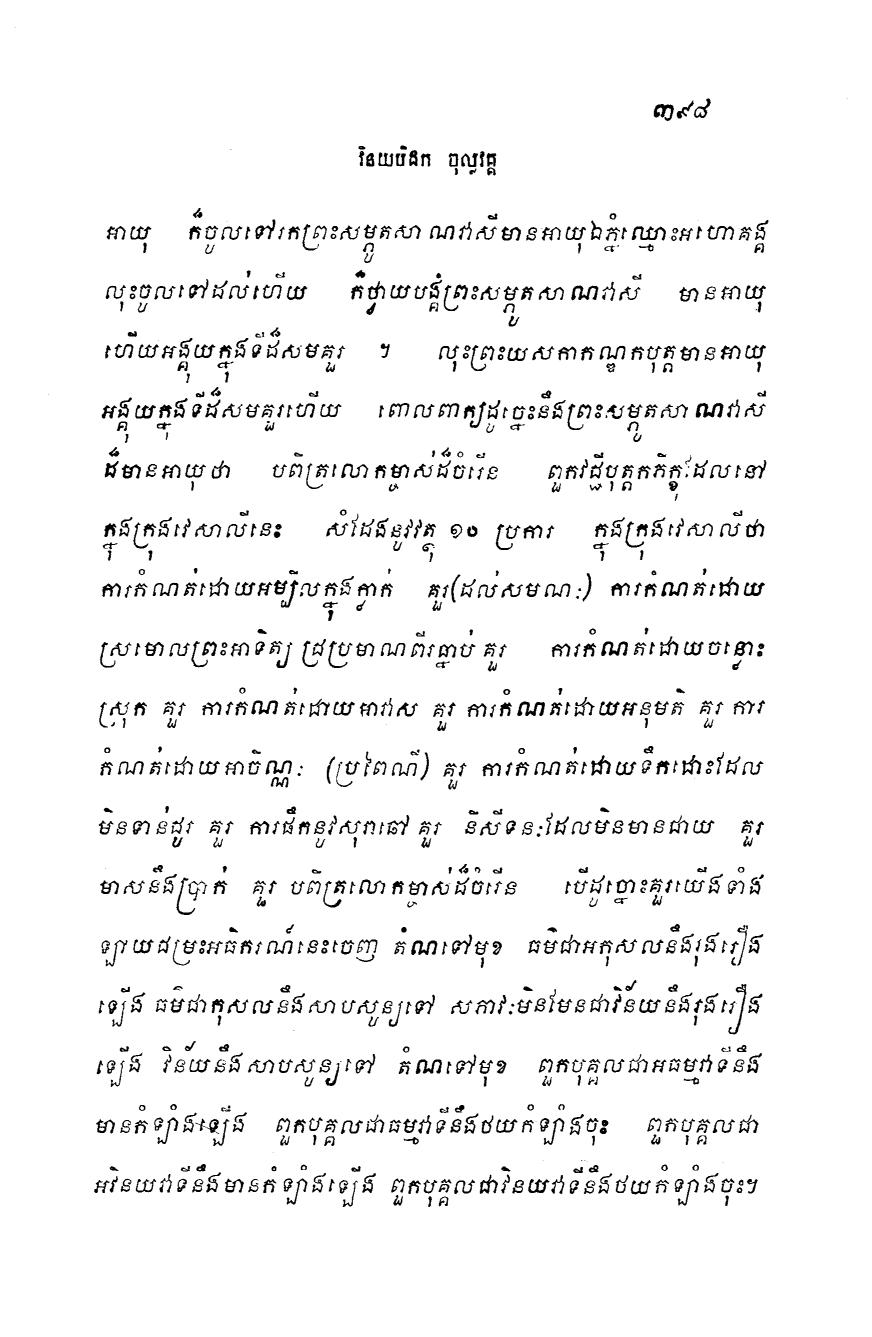 ៣៩៨
វិនយបិដក ចុល្លវគ្គ
អាយុ ក៏ចូលទៅរកព្រះសម្ភូតសាណវាសីមានអាយុឯភ្នំឈ្មោះអហោគង្គ
លុះចូលទៅដល់ហើយ ក៏ថ្វាយបង្គំព្រះសម្ភូតសាណវាសី មានអាយុ
ហើយអង្គុយក្នុងទីដ៏សមគួរ ។ លុះព្រះយសកាកណ្ឌកបុត្តមានអាយុ
អង្គុយក្នុងទីដ៏សមគួរហើយ ពោលពាក្យដូច្នេះនឹងព្រះសម្ភូតសាណវាសី
ដ៏មានអាយុថា បពិត្រលោកម្ចាស់ដ៏ចំរើន ពួកវជ្ជីបុត្តកភិក្ខុដែលនៅ
ក្នុងក្រុងវេសាលីនេះ សំដែងនូវវត្ថុ ១០ ប្រការ ក្នុងក្រុងវេសាលីថា
ការកំណត់ដោយអម្បិលក្នុងក្វាក់ គួរ(ដល់សមណៈ) ការកំណត់ដោយ
ស្រមោលព្រះអាទិត្យ ជ្រប្រមាណពីរធ្នាប់ គួរ ការកំណត់ដោយចន្លោះ
ស្រុក គួរ ការកំណត់ដោយអាវាស គួរ ការកំណត់ដោយអនុមតិ គួរ ការ
កំណត់ដោយអាចិណ្ណៈ (ប្រពៃណី) គួរ ការកំណត់ដោយទឹកដោះដែល
មិនទាន់ជូរ គួរ ការផឹកនូវសុរាធៅ គួរ និសីទនៈដែលមិនមានជាយ គួរ
មាសនឹងប្រាក់ គួរ បពិត្រលោកម្ចាស់ដ៏ចំរើន បើដូច្នោះគួរយើងទាំង
ឡាយជម្រះអធិករណ៍នេះចេញ តំណទៅមុខ ធម៌ជាអកុសលនឹងរុងរឿង
ឡើង ធម៌ជាកុសលនឹងសាបសូន្យទៅ សភាវៈមិនមែនជាវិន័យនឹងរុងរឿង
ឡើង វិន័យនឹងសាបសូន្យទៅ តំណទៅមុខ ពួកបុគ្គលជាអធម្មវាទីនឹង
មានកំឡាំងឡើង ពួកបុគ្គលជាធម្មវាទីនឹងថយកំឡាំងចុះ ពួកបុគ្គលជា
អវិនយវាទីនឹងមានកំឡាំងឡើង ពួកបុគ្គលជាវិនយវាទីនឹងថយកំឡាំងចុះ។